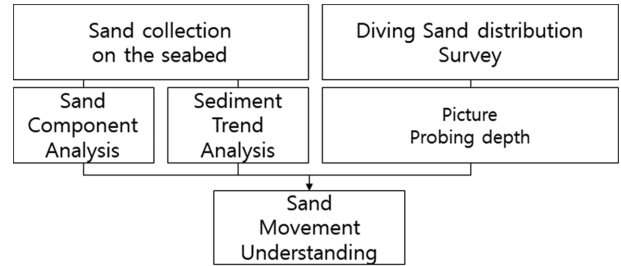 Sand collection
on the seabed
Diving Sand distribution
Survey
Sand
Component
Analysis
Sediment
Trend
Analysis
Picture
Probing depth
Sand
Movement
Understanding